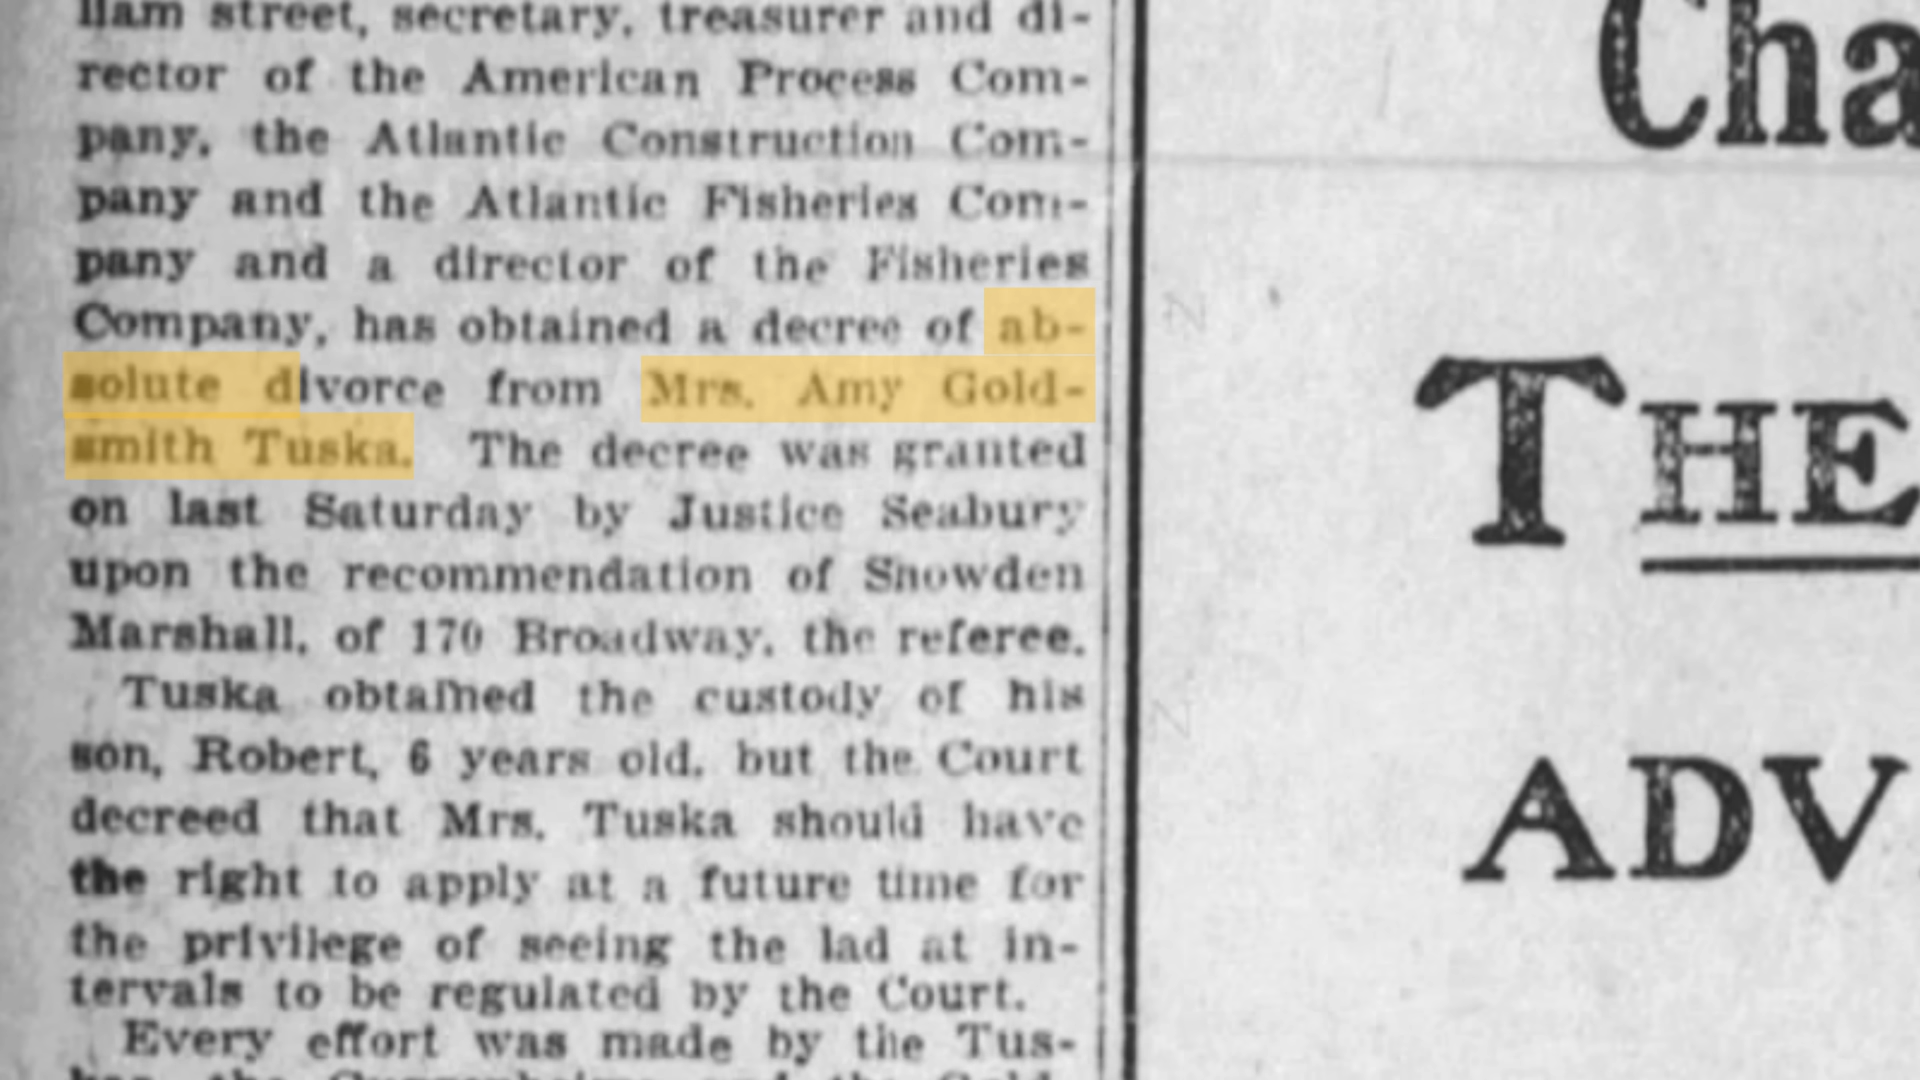 liam street, secretary, treasurer and di-
rector of the American Process Com-
pany, the Atlantic Construction Com-
pany and the Atlantic Fisheries Com-
pany and a director of the Fisheries
Company, has obtained a decree of ab-
solute divorce from Mrs. Amy Gold-
smith Tuska. The decree was granted
on last Saturday by Justice Seabury
upon the recommendation of Snowden
Marshall, of 170 Broadway, the referee.
Tuska obtained the custody of his
son, Robert, 6 years old, but the Court
decreed that Mrs. Tuska should have
the right to apply at a future time for
the privilege of seeing the lad at in-
tervals to be regulated by the Court.
Every effort was made by the Tus-
Cha
THE
ADV